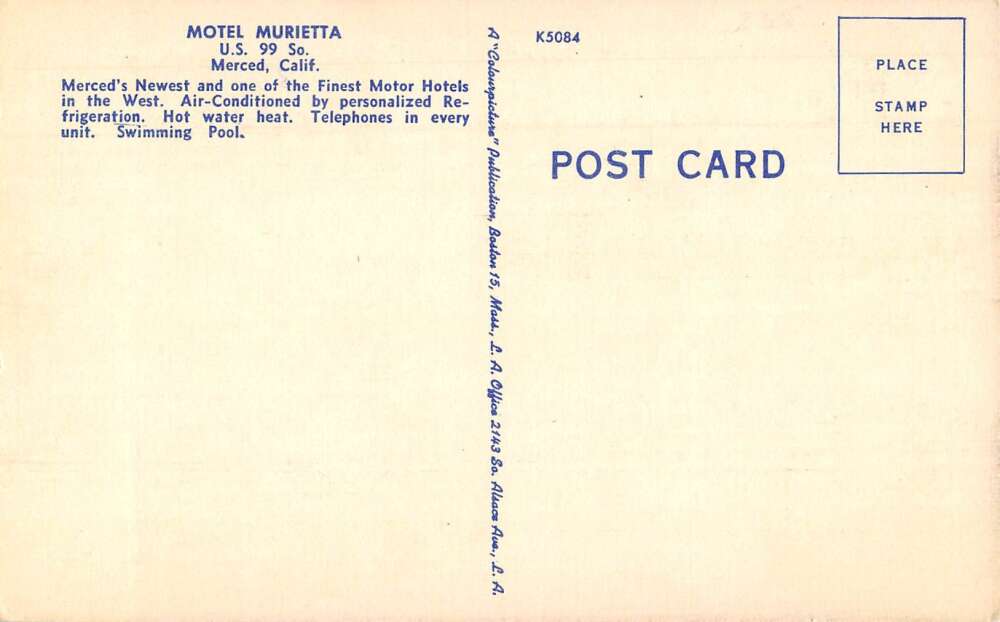 MOTEL MURIETTA
U.S. 99 So.
Merced, Calif.
Merced's Newest and one of the Finest Motor Hotels
in the West. Air-Conditioned by personalized Re-
frigeration. Hot water heat. Telephones in every
unit. Swimming Pool.
A "Colourpicture" Publication, Boston 15, Mass., L. A. Office 2143 So. Alsace Ave., L. A.
K5084
POST CARD
PLACE
STAMP
HERE